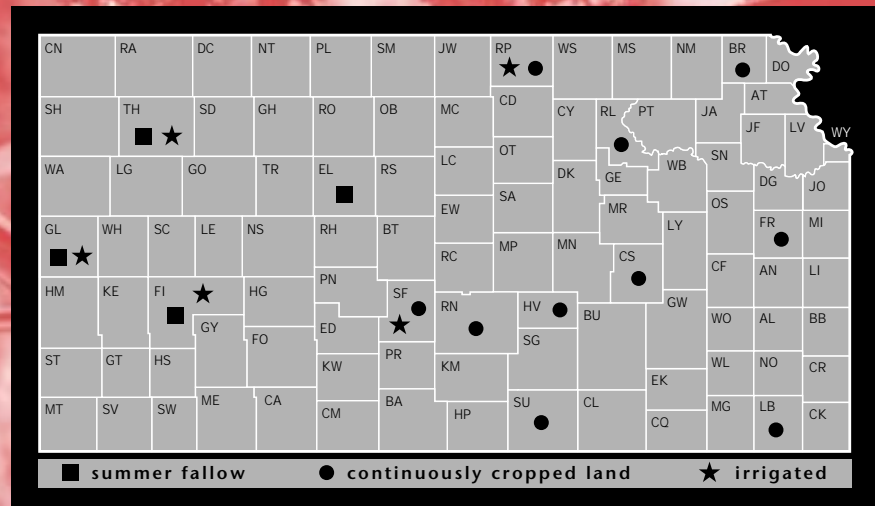 CN RA DC NT PL SM JW RP WS MS NM BR DO
SH TH SD GH RO OB MC CD CY RL PT JA AT
JF LV WY
WA LG GO TR EL RS LC OT DK GE WB SN
EW SA MR OS DG JO
GL WH SC LE NS RH BT RC MP MN CS LY FR MI
CF AN LI
HM KE FI HG PN SF RN HV BU GW
GY FO ED SG WO AL BB
ST GT HS KW PR KM EK WL NO CR
MT SV SW ME CA CM BA HP SU CL CQ MG LB CK
summer fallow continuously cropped land irrigated